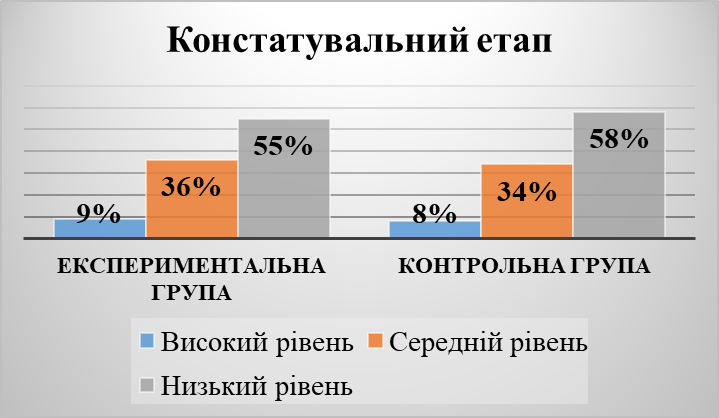 Констатувальний етап
55%
58%
36%
34%
9%
8%
ЕКСПЕРИМЕНТАЛЬНА
ГРУПА
КОНТРОЛЬНА ГРУПА
Високий рівень
Середній рівень
Низький рівень